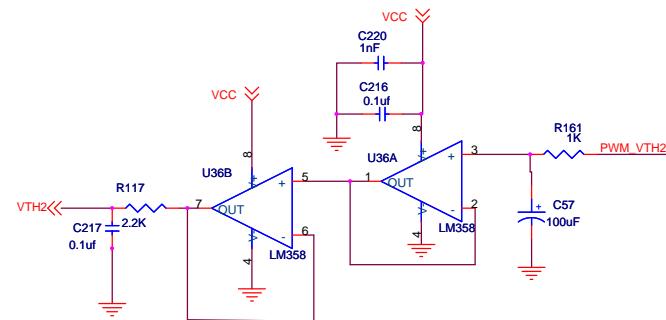 VCC
C220
1nF
C216
0.1uf
VCC
8
R161
1K
PWM_VTH2
U36A
3
+
V+
1
OUT
-
2
V-
4
LM358
C57
+
100uF
8
U36B
V+
5
+
R117
VTH2
7
OUT
2.2K
C217
0.1uf
-
6
V-
4
LM358